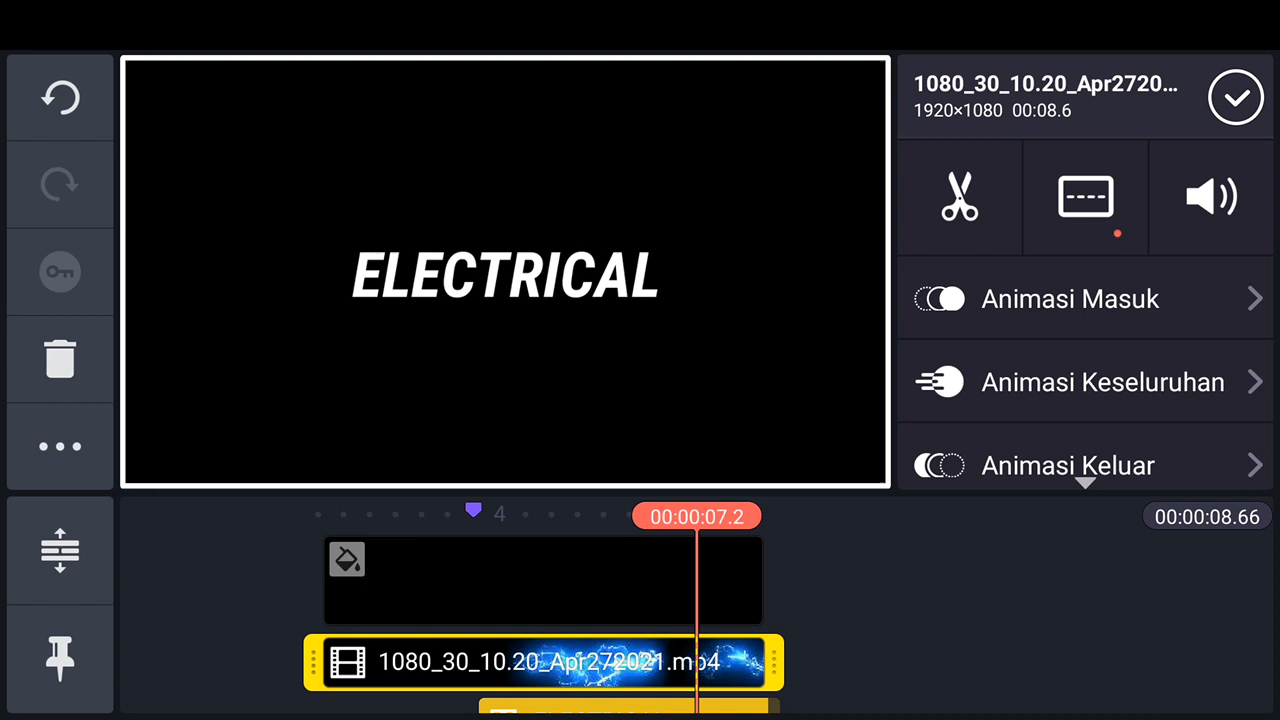 1080_30_10.20_Apr2720...
1920×1080 00:08.6
ELECTRICAL
Animasi Masuk
Animasi Keseluruhan
Animasi Keluar
4
00:00:07.2
00:00:08.66
1080_30_10.20_Apr272021.mp4